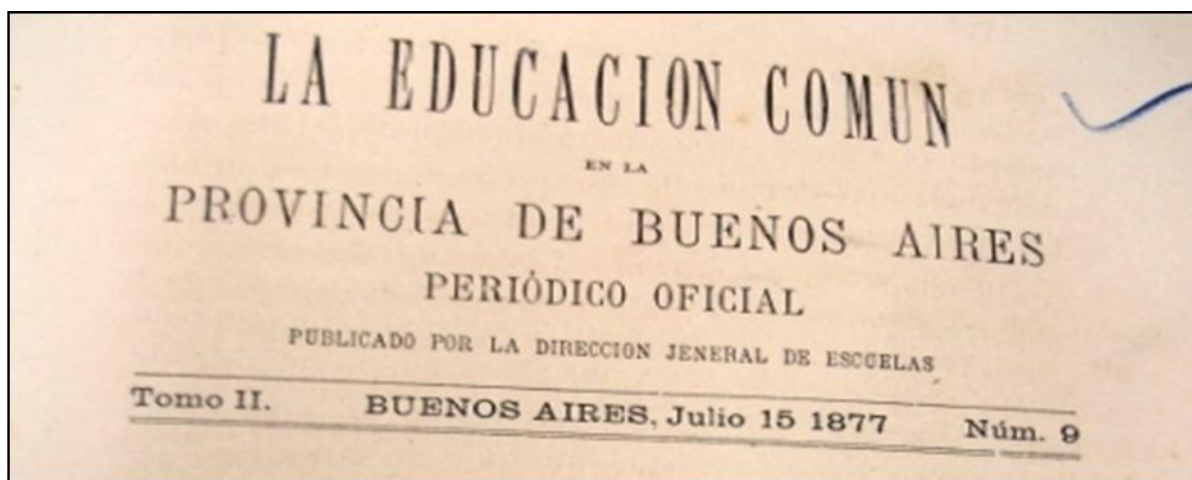 LA EDUCACION COMUN
EN LA
PROVINCIA DE BUENOS AIRES
PERIÓDICO OFICIAL
PUBLICADO POR LA DIRECCION JENERAL DE ESCUELAS
Tomo II. BUENOS AIRES, Julio 15 1877 Núm. 9